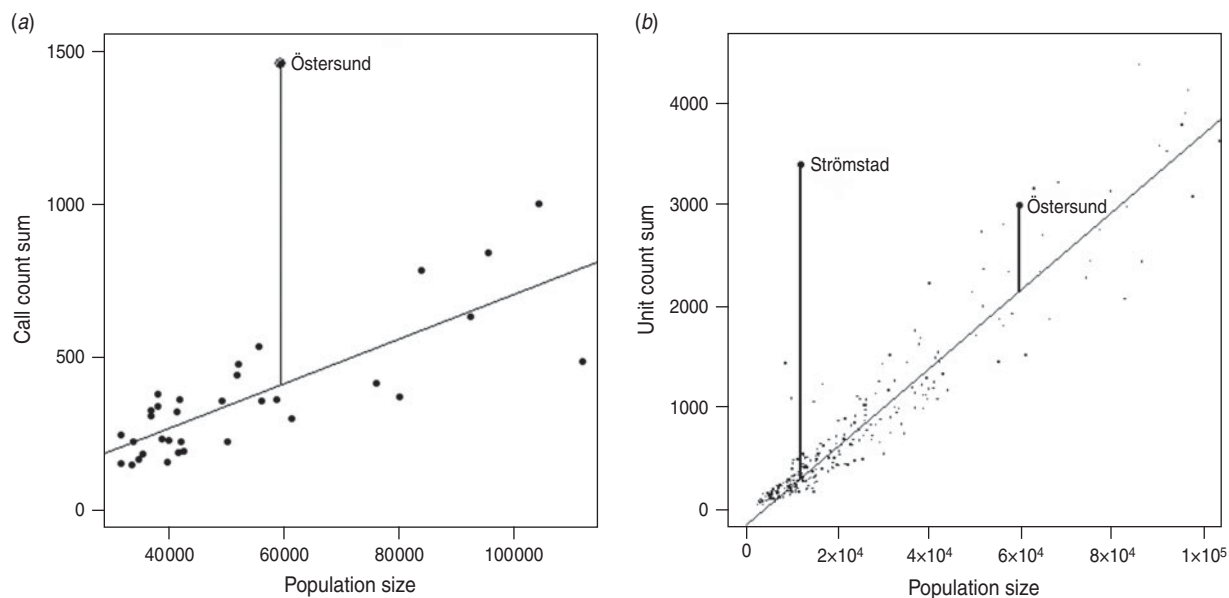 (a)
1500
1000
500
0
Call count sum
Östersund
40000 60000 80000 100000
Population size
(b)
4000
3000
2000
1000
0
Unit count sum
Strömstad
Östersund
0 2×10⁴ 4×10⁴ 6×10⁴ 8×10⁴ 1×10⁵
Population size